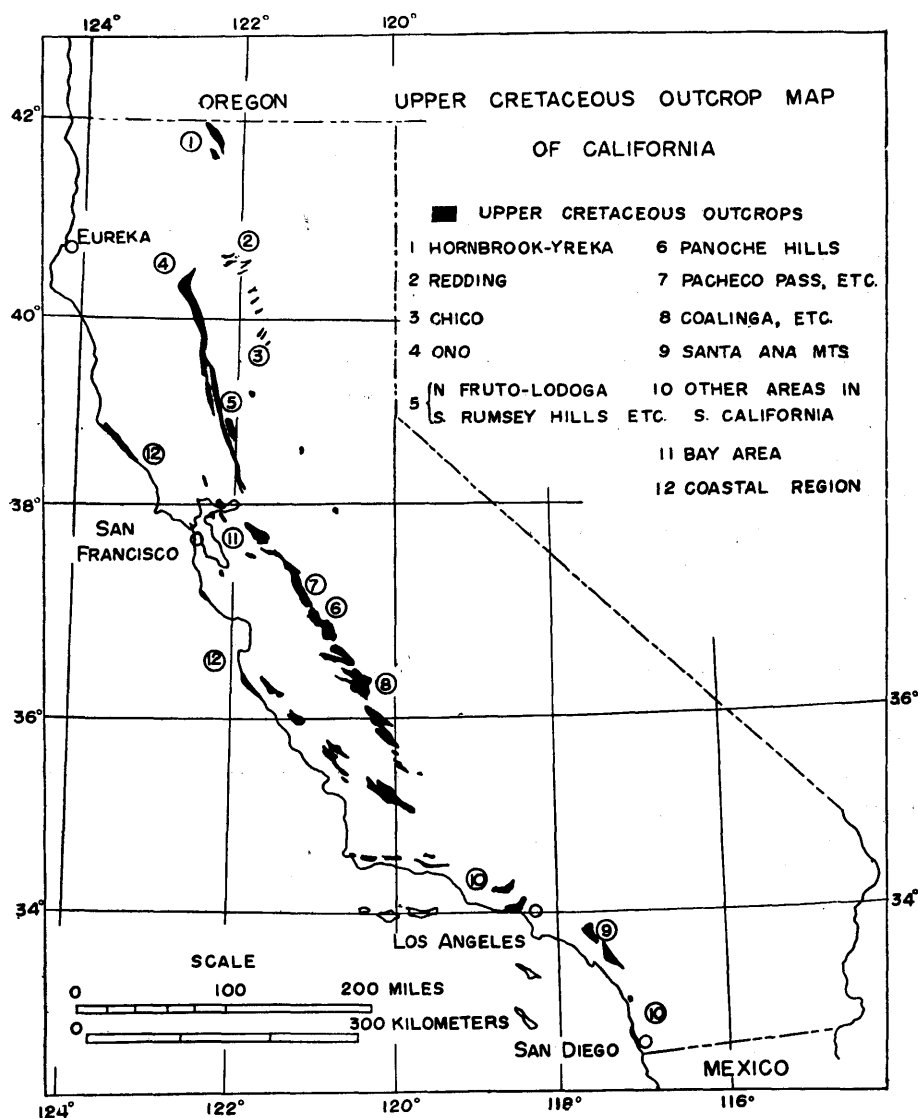 124° 122° 120°
OREGON
UPPER CRETACEOUS OUTCROP MAP
OF CALIFORNIA
42°
1
UPPER CRETACEOUS OUTCROPS
EUREKA
2
4
1 HORNBROOK-YREKA
2 REDDING
3 CHICO
4 ONO
5 { N FRUTO-LODOGA
S. RUMSEY HILLS ETC.
6 PANOCHE HILLS
7 PACHECO PASS, ETC.
8 COALINGA, ETC.
9 SANTA ANA MTS
10 OTHER AREAS IN
S. CALIFORNIA
11 BAY AREA
12 COASTAL REGION
40°
3
5
12
38°
SAN
FRANCISCO
11
7
6
12
8
36° 36°
10
34° 34°
LOS ANGELES
9
SCALE
0 100 200 MILES
0 300 KILOMETERS
10
SAN DIEGO
MEXICO
124° 122° 120° 118° 116°